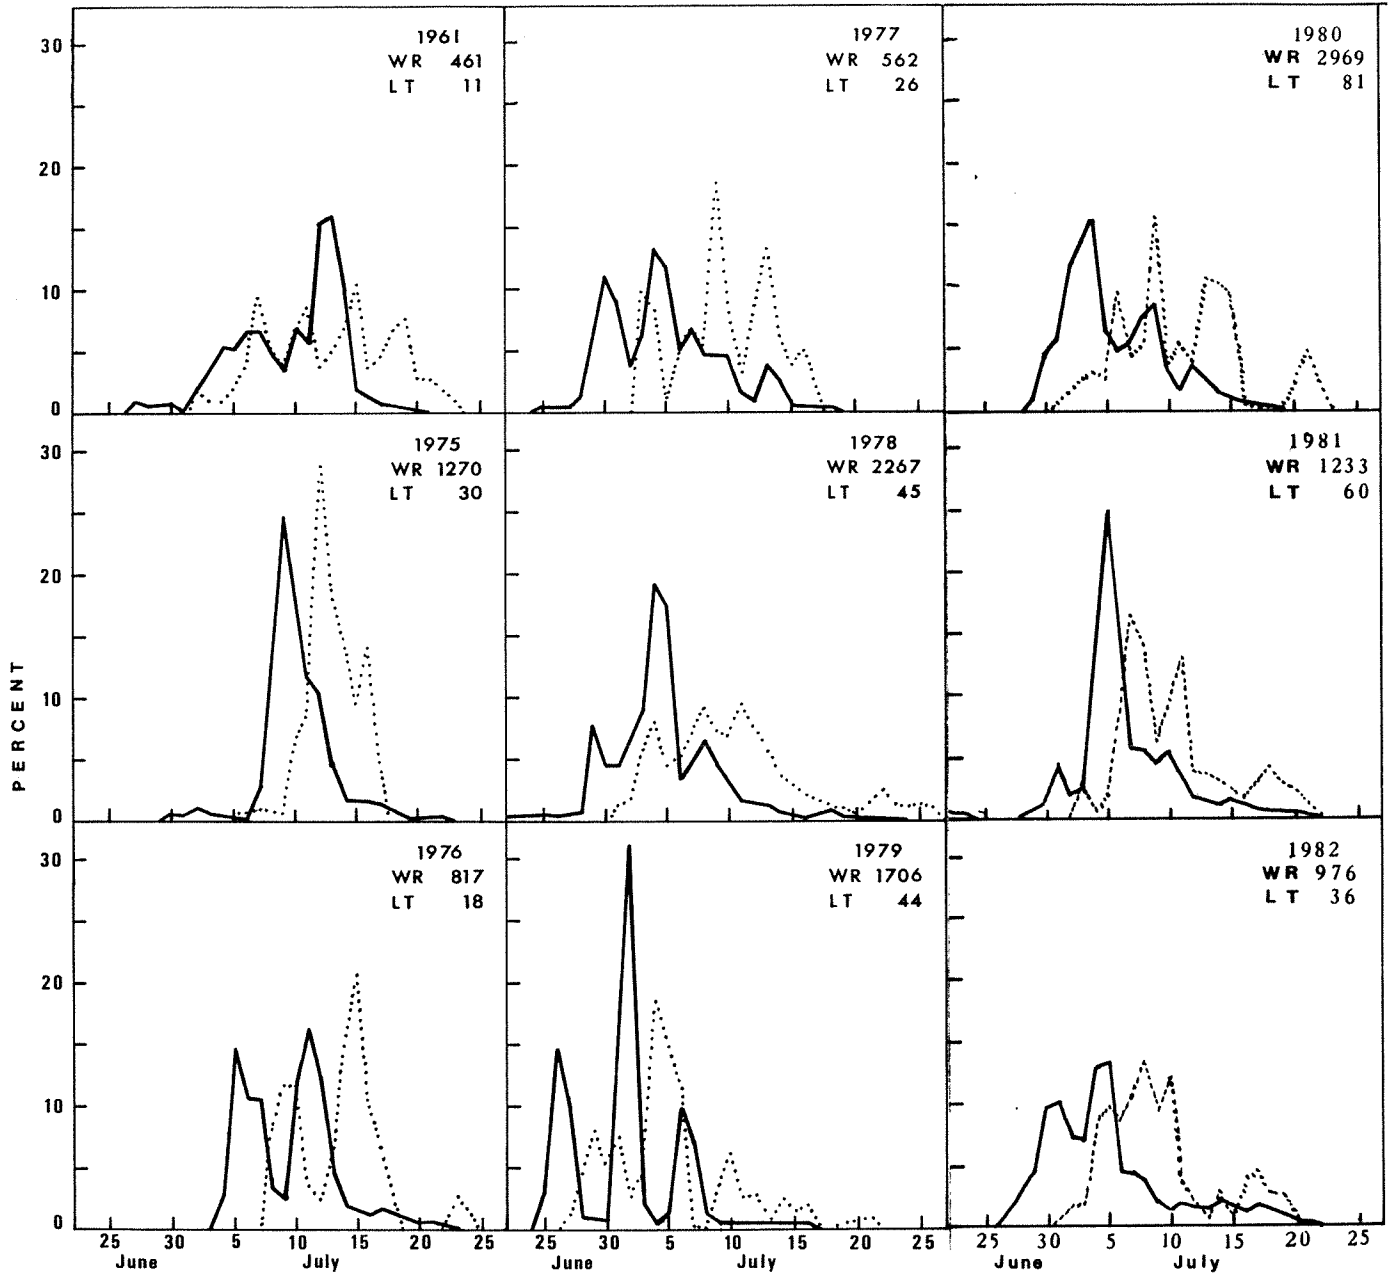 30
20
10
0
1961
WR 461
LT 11
1977
WR 562
LT 26
1980
WR 2969
LT 81
30
20
10
0
1975
WR 1270
LT 30
1978
WR 2267
LT 45
1981
WR 1233
LT 60
PERCENT
30
20
10
0
1976
WR 817
LT 18
1979
WR 1706
LT 44
1982
WR 976
LT 36
25 30 5 10 15 20 25
June July
25 30 5 10 15 20 25
June July
25 30 5 10 15 20 25
June July